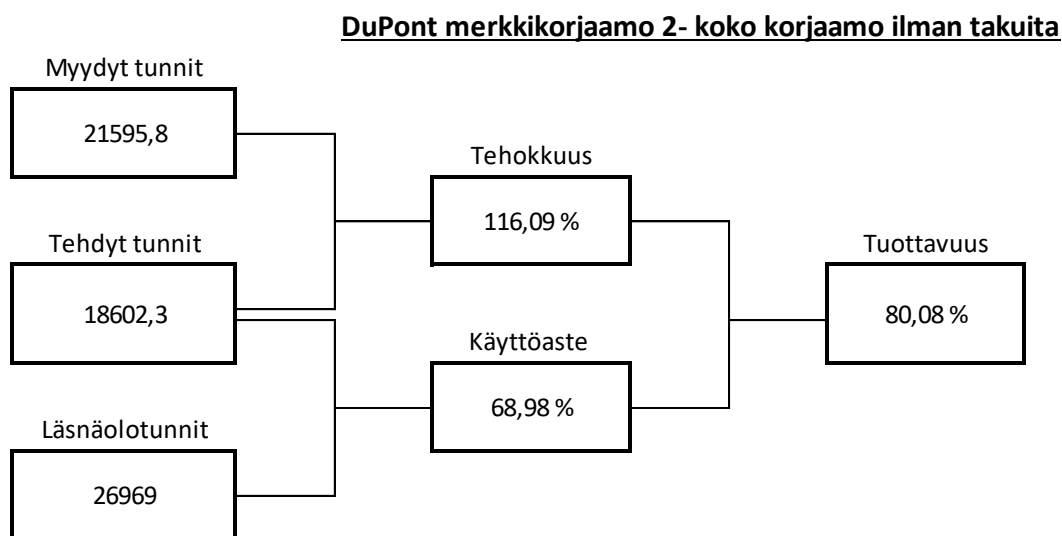 DuPont merkkikorjaamo 2- koko korjaamo ilman takuita
Myydyt tunnit
21595,8
Tehokkuus
116,09 %
Tehdyt tunnit
18602,3
Tuottavuus
80,08 %
Käyttöaste
68,98 %
Läsnäolotunnit
26969